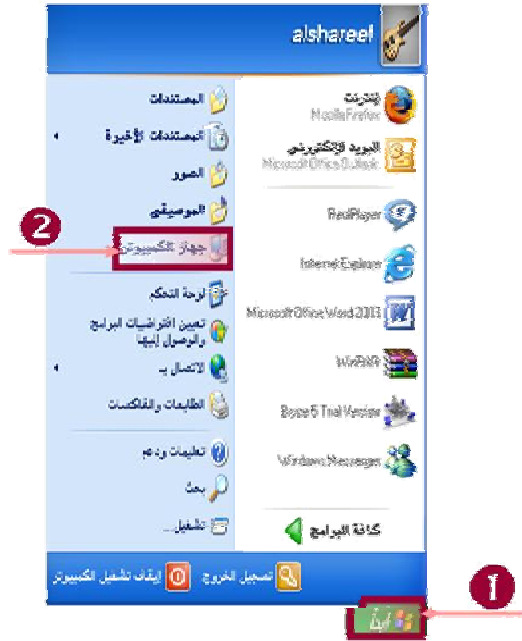 alshareef
إنترنت
Mozilla Firefox
البريد الإلكتروني
Microsoft Office Outlook
RealPlayer
Internet Explorer
Microsoft Office Word 2003
WinRAR
Version
Windows Messenger
كافة البرامج
المستندات
المستندات الأخيرة
الصور
الموسيقى
2
جهاز الكمبيوتر
لوحة التحكم
تعيين افتراضيات البرامج
والوصول إليها
الاتصال بـ
الطابعات والفاكسات
تعليمات ودعم
بحث
تشغيل...
تسجيل الخروج
إيقاف تشغيل الكمبيوتر
ابدأ
1